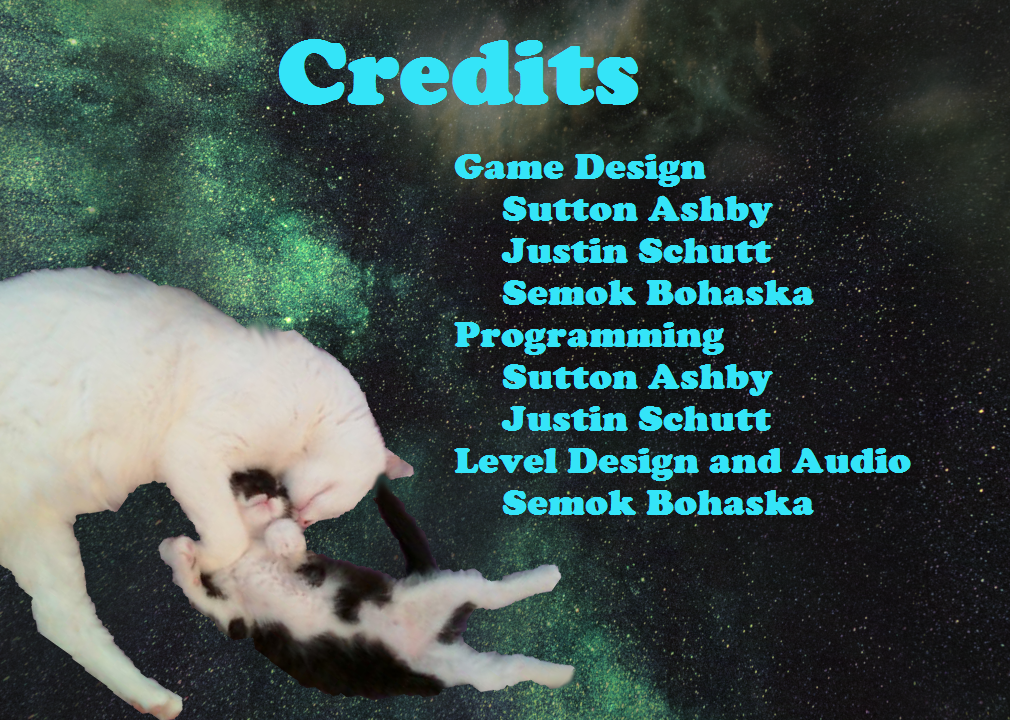 Credits
Game Design
Sutton Ashby
Justin Schutt
Semok Bohaska
Programming
Sutton Ashby
Justin Schutt
Level Design and Audio
Semok Bohaska